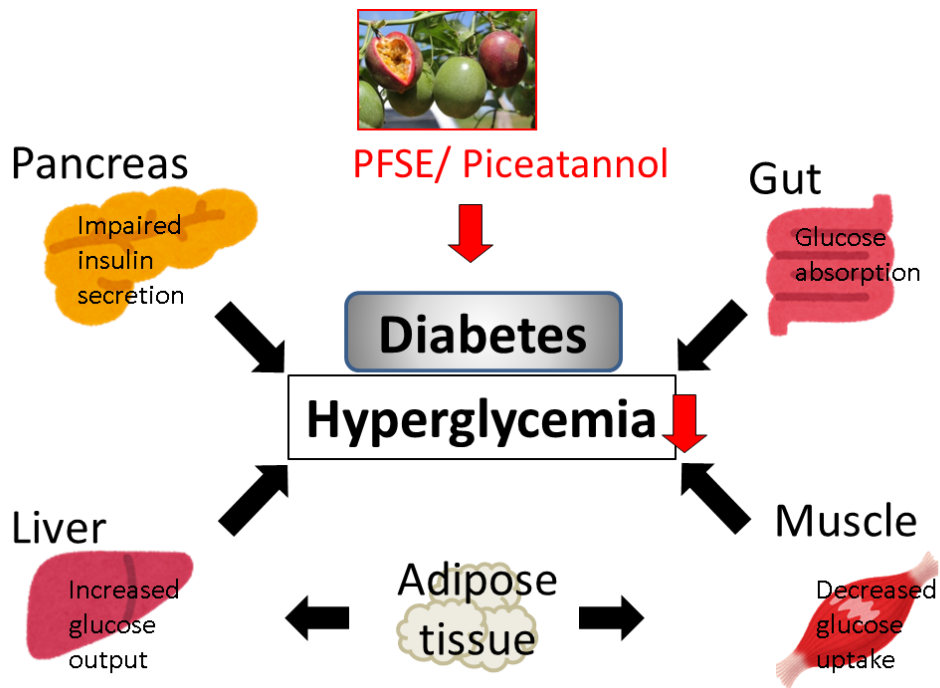 PFSE/ Piceatannol
Pancreas
Impaired
insulin
secretion
Gut
Glucose
absorption
Diabetes
Hyperglycemia
Liver
Increased
glucose
output
Adipose
tissue
Muscle
Decreased
glucose
uptake